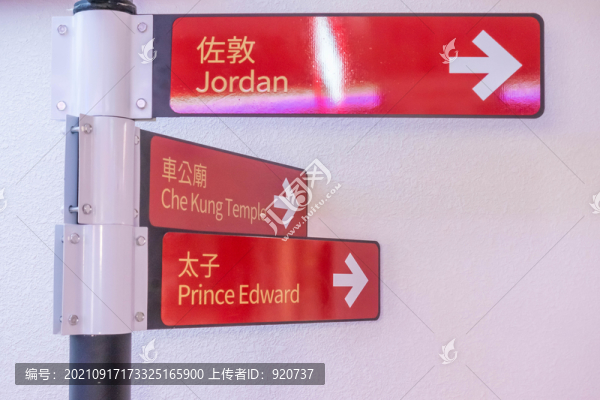 佐敦
Jordan
車公廟
Che Kung Temple
太子
Prince Edward
编号：20210917173325165900 上传者ID：920737